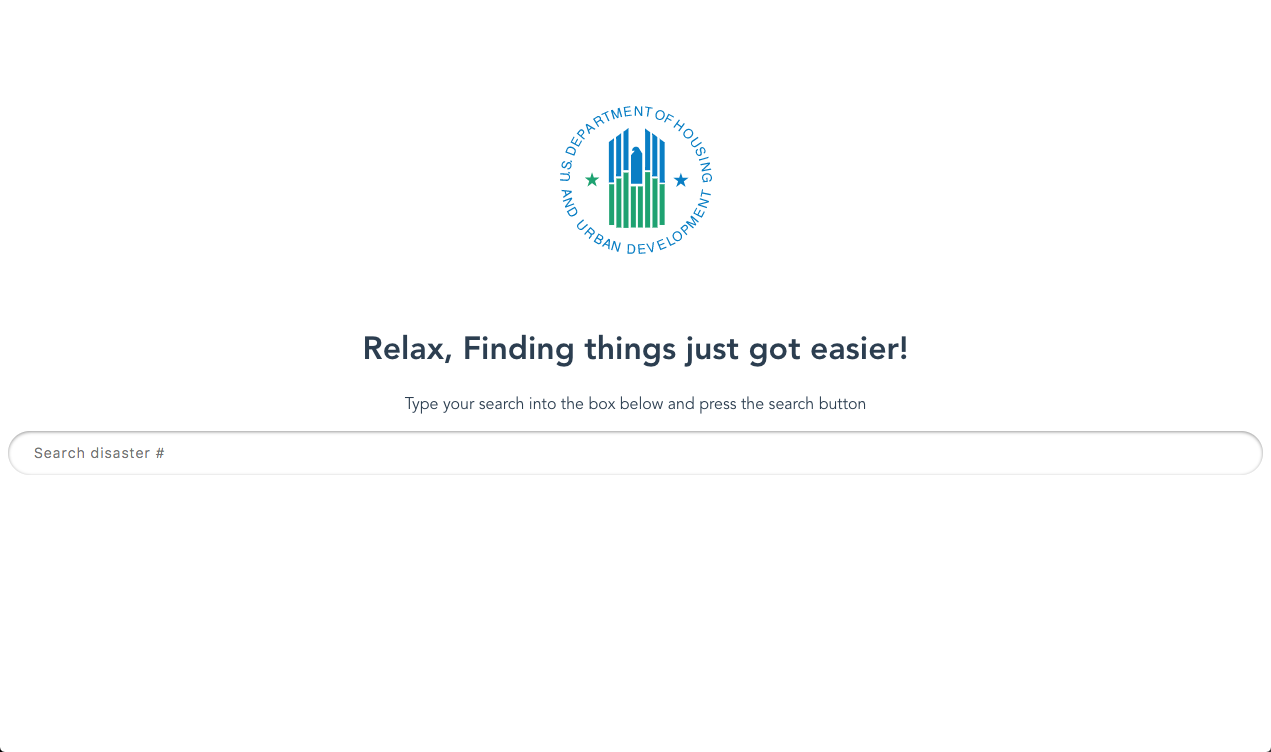 U.S. DEPARTMENT OF HOUSING
AND URBAN DEVELOPMENT
Relax, Finding things just got easier!
Type your search into the box below and press the search button
Search disaster #